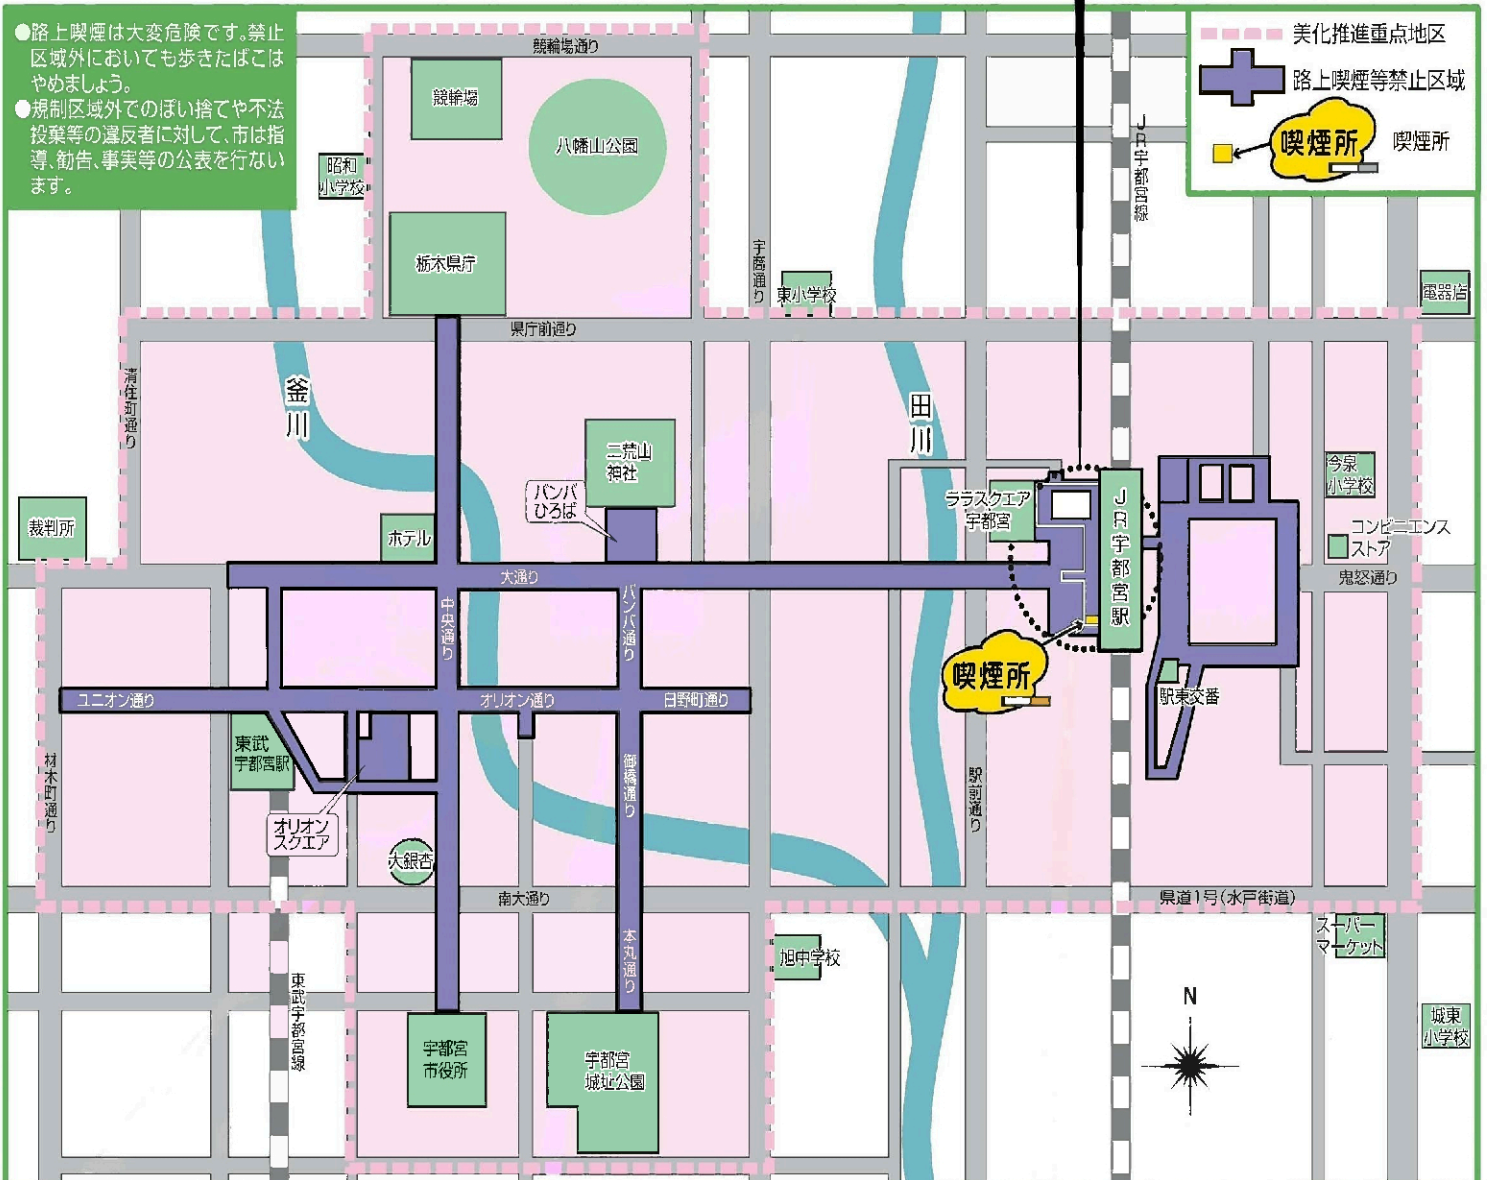 ●路上喫煙は大変危険です。禁止
区域外においても歩きたばこは
やめましょう。
●規制区域外でのぽい捨てや不法
投棄等の違反者に対して、市は指
導、勧告、事実等の公表を行ない
ます。
美化推進重点地区
路上喫煙等禁止区域
喫煙所
喫煙所
競輪場通り
競輪場
八幡山公園
昭和
小学校
栃木県庁
宇商通り
東小学校
JR宇都宮線
電器店
県庁前通り
清住町通り
釜川
田川
二荒山
神社
バンバ
ひろば
ホテル
裁判所
ララスクエア
宇都宮
JR宇都宮駅
今泉
小学校
コンビニエンス
ストア
鬼怒通り
大通り
中央通り
バンバ通り
喫煙所
駅東交番
ユニオン通り
オリオン通り
日野町通り
東武
宇都宮駅
材木町通り
御橋通り
駅前通り
オリオン
スクエア
大銀杏
南大通り
県道1号(水戸街道)
本丸通り
旭中学校
スーパー
マーケット
東武宇都宮線
N
城東
小学校
宇都宮
市役所
宇都宮
城址公園